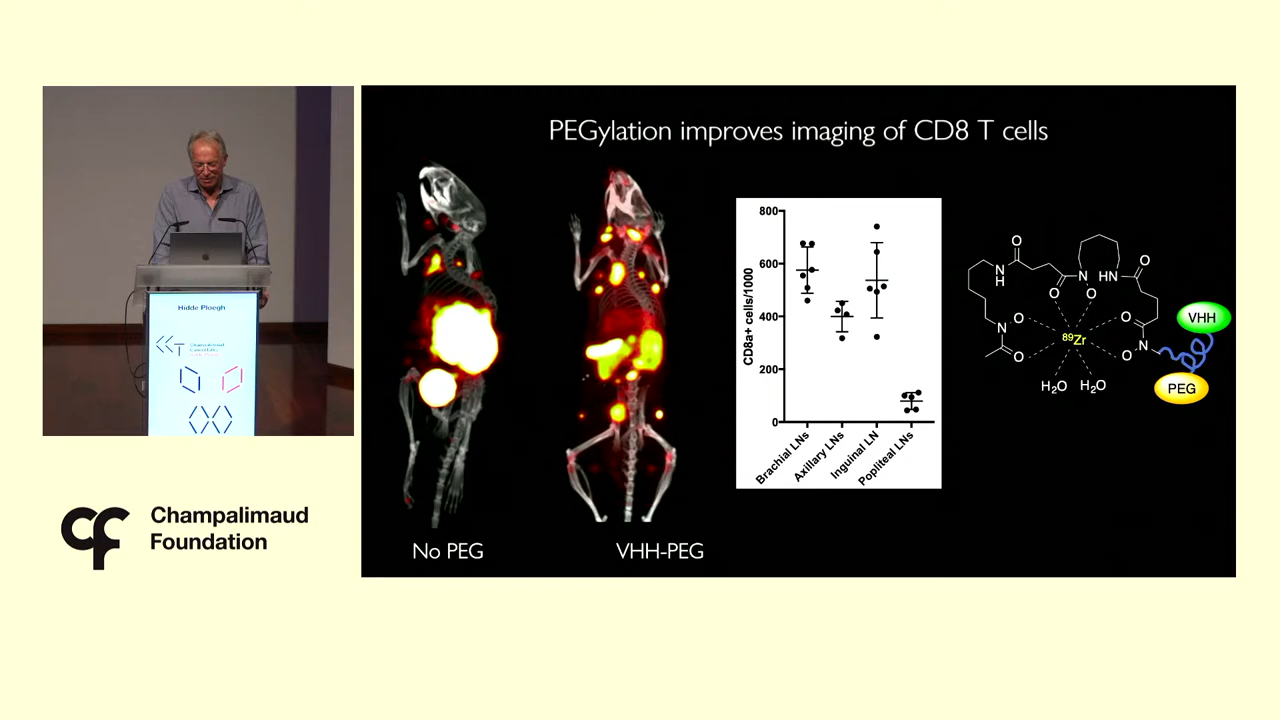 PEGylation improves imaging of CD8 T cells
No PEG
VHH-PEG
CD8a+ cells/1000
800
600
400
200
0
Brachial LNs
Axillary LNs
Inguinal LN
Popliteal LNs
O
N
H
O
N
HN
O
O
O
N
O
O
O
N
O
89Zr
H2O
H2O
VHH
PEG
Hidde Ploegh
Champalimaud
Foundation